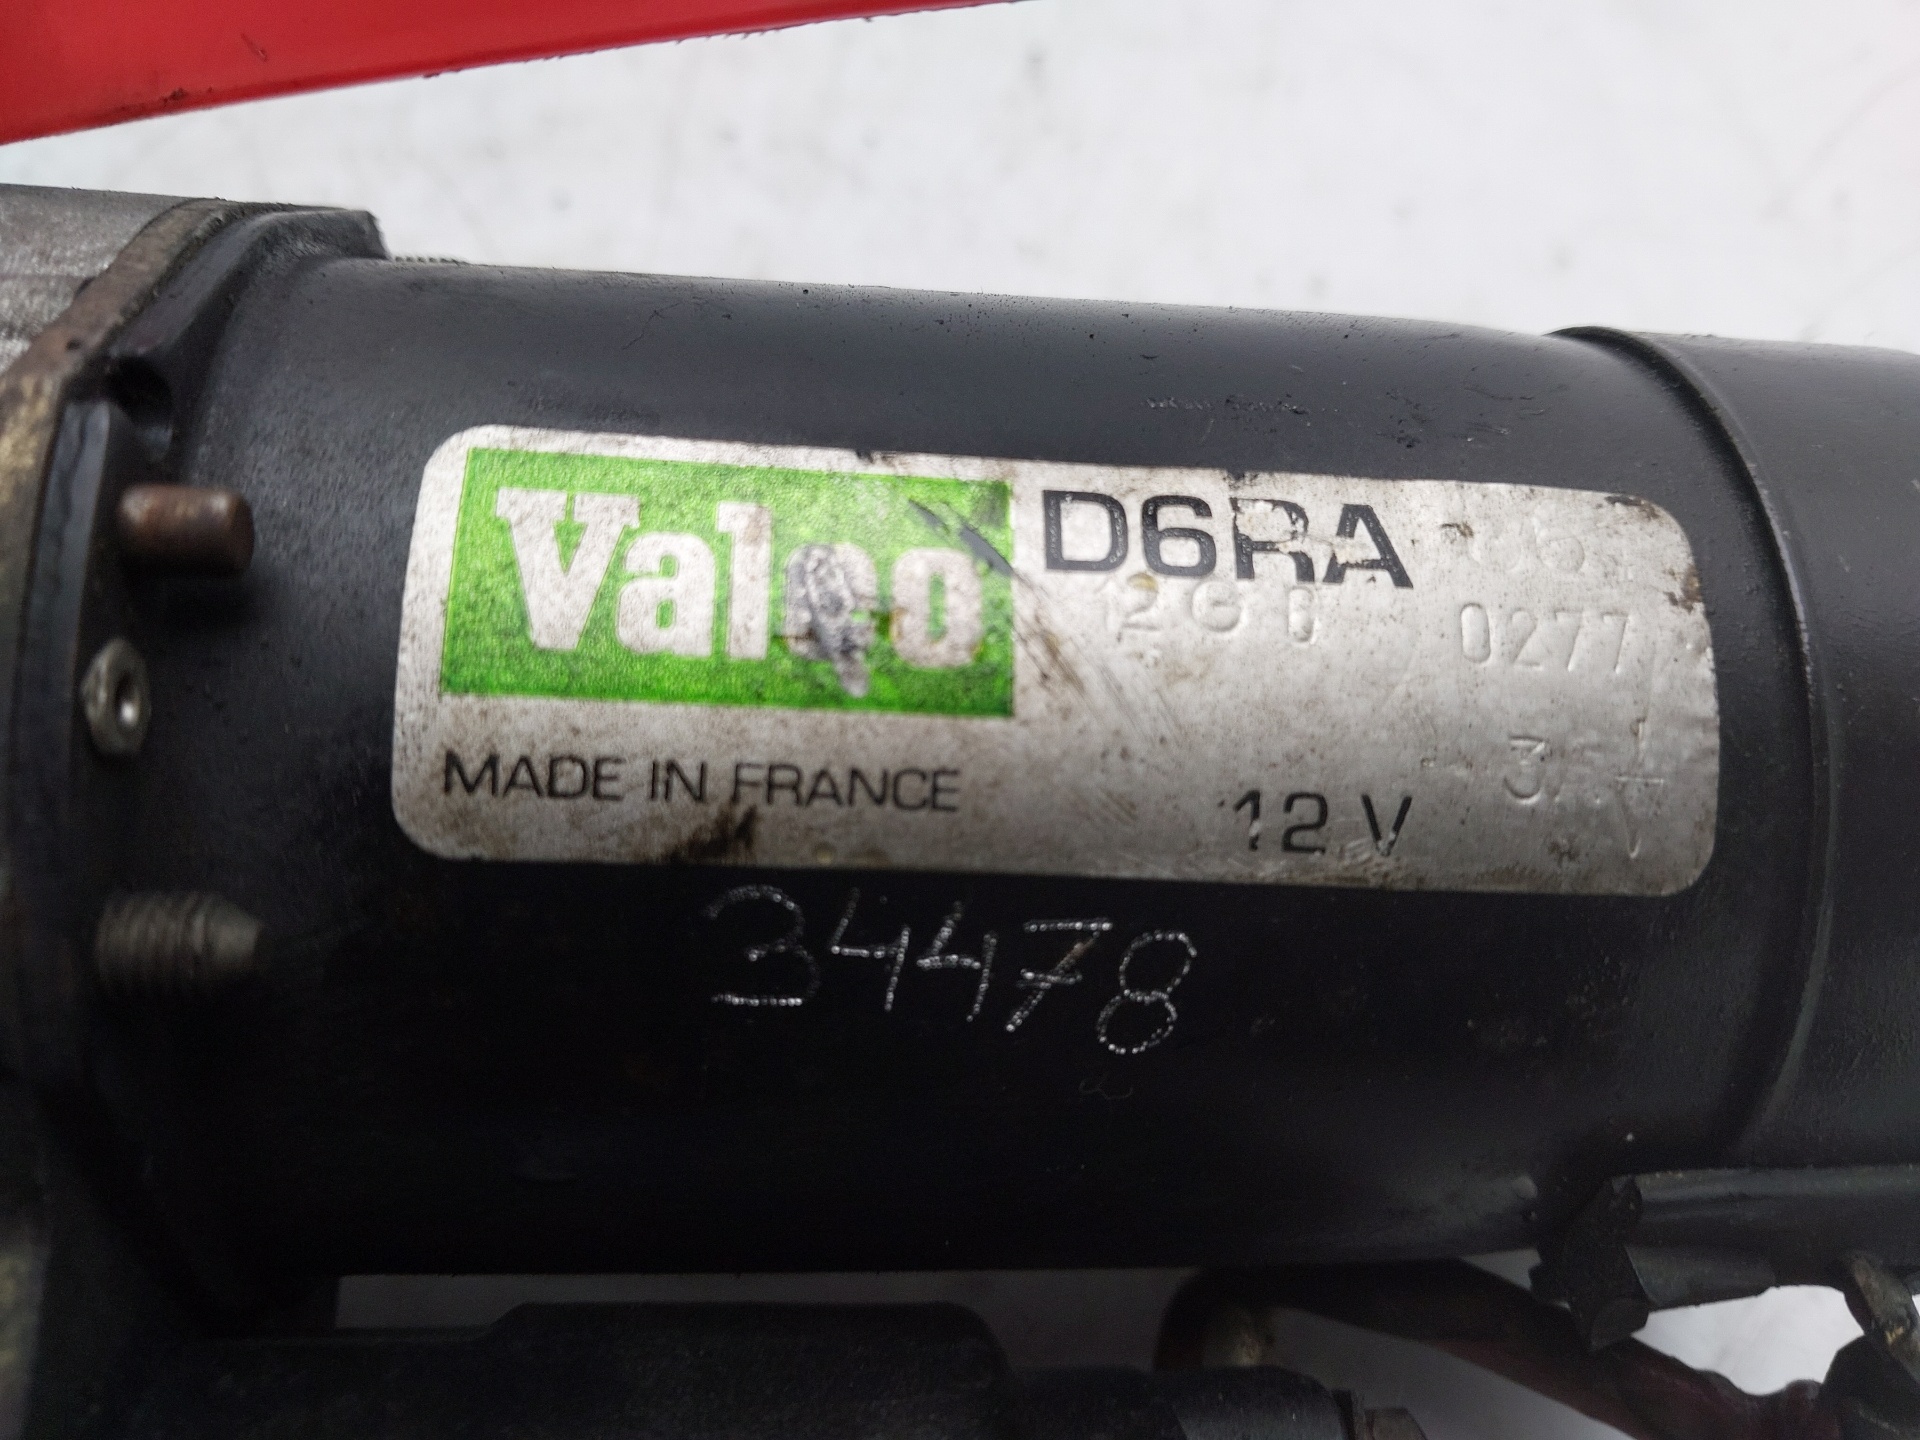 Valeo
D6RA
0277
MADE IN FRANCE
12 V
34478